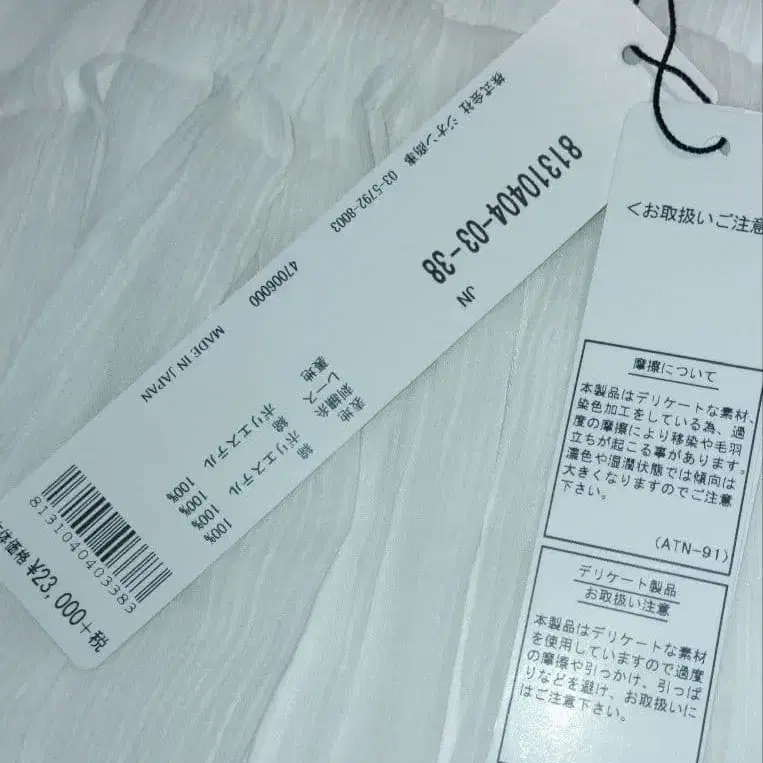 株式会社 ジオン商事 03-5792-8003
81310404-03-38
JN
47006000
表地 綿 100%
刺繍糸 ポリエステル 100%
レース 綿 100%
裏地 ポリエステル 100%
MADE IN JAPAN
8131040403383
体価格 ¥23,000+税
<お取扱いご注意
摩擦について
本製品はデリケートな素材、
染色加工をしている為、過
度の摩擦により移染や毛羽
立ちが起こる事があります。
濃色や湿潤状態では傾向は
大きくなりますのでご注意
下さい。
(ATN-91)
デリケート製品
お取扱い注意
本製品はデリケートな素材
を使用していますので過度
の摩擦や引っかけ、引っぱ
りなどを避け、お取扱いに
はご注意下さい。